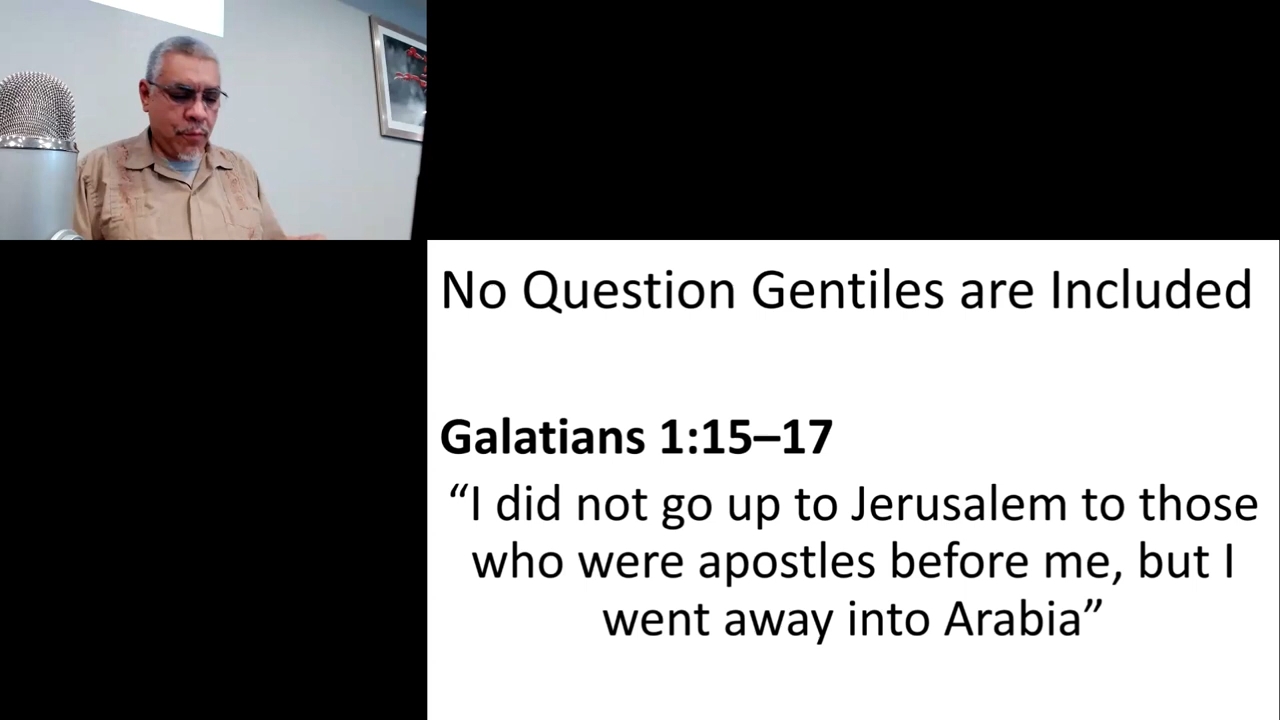 No Question Gentiles are Included
Galatians 1:15–17
“I did not go up to Jerusalem to those
who were apostles before me, but I
went away into Arabia”